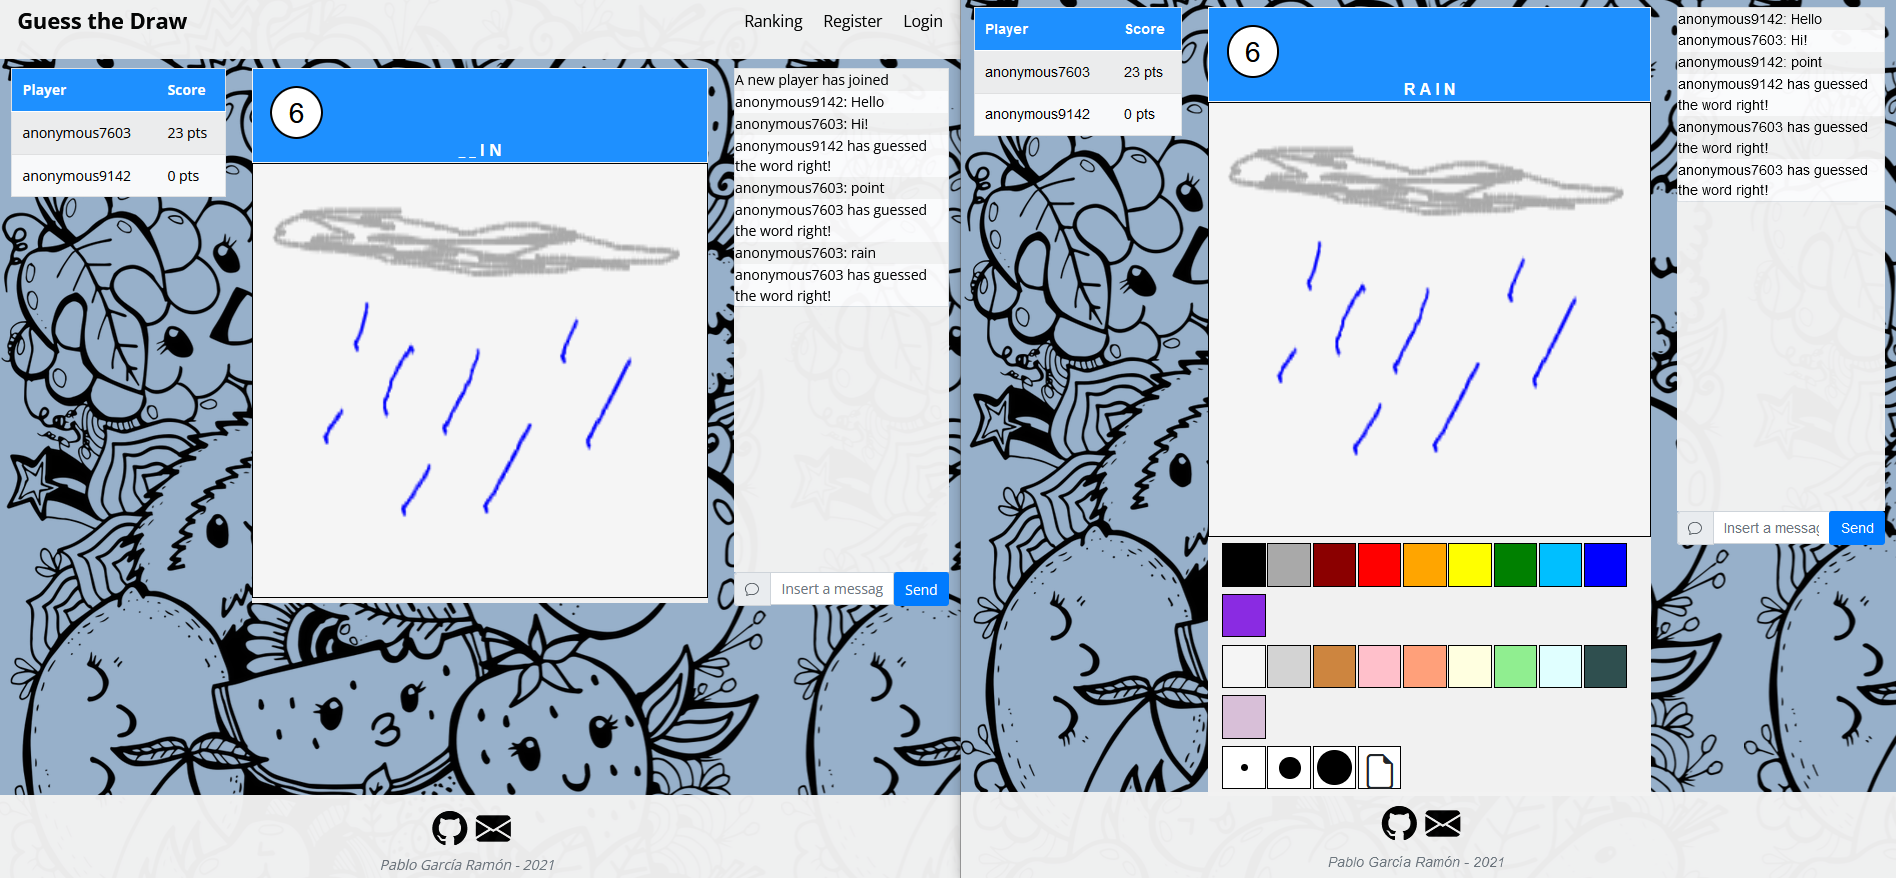 Guess the Draw
Ranking Register Login
Player Score
anonymous7603 23 pts
anonymous9142 0 pts
6
__IN
A new player has joined
anonymous9142: Hello
anonymous7603: Hi!
anonymous9142 has guessed
the word right!
anonymous7603: point
anonymous7603 has guessed
the word right!
anonymous7603: rain
anonymous7603 has guessed
the word right!
Insert a messag
Send
Pablo García Ramón - 2021
Player Score
anonymous7603 23 pts
anonymous9142 0 pts
6
RAIN
anonymous9142: Hello
anonymous7603: Hi!
anonymous9142: point
anonymous9142 has guessed
the word right!
anonymous7603 has guessed
the word right!
anonymous7603 has guessed
the word right!
Insert a messag
Send
Pablo García Ramón - 2021